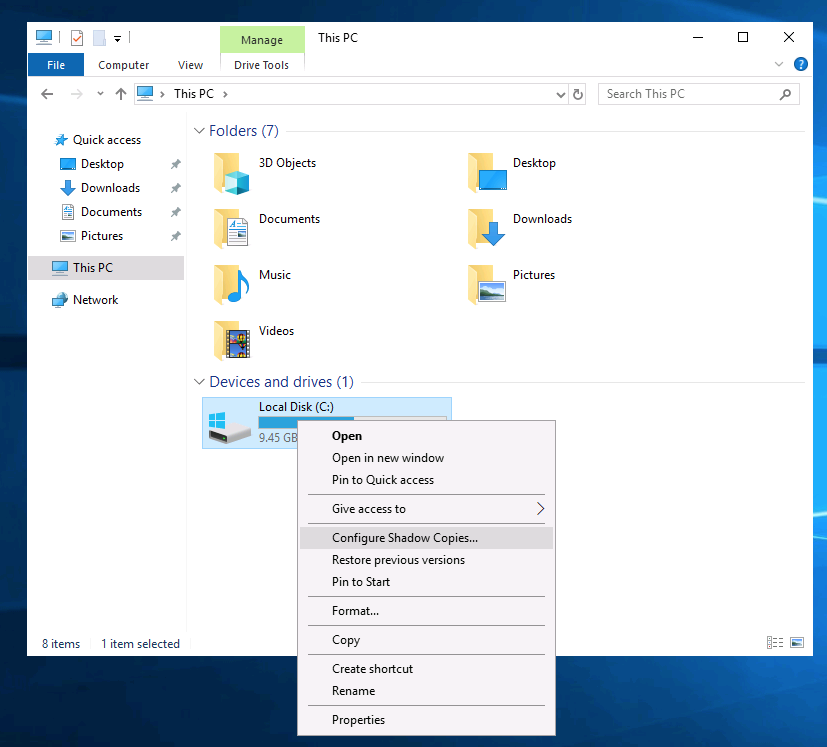 Manage
This PC
File
Computer
View
Drive Tools
?
This PC
Search This PC
Quick access
Desktop
Downloads
Documents
Pictures
This PC
Network
Folders (7)
3D Objects
Desktop
Documents
Downloads
Music
Pictures
Videos
Devices and drives (1)
Local Disk (C:)
9.45 GB
Open
Open in new window
Pin to Quick access
Give access to
Configure Shadow Copies...
Restore previous versions
Pin to Start
Format...
Copy
Create shortcut
Rename
Properties
8 items
1 item selected